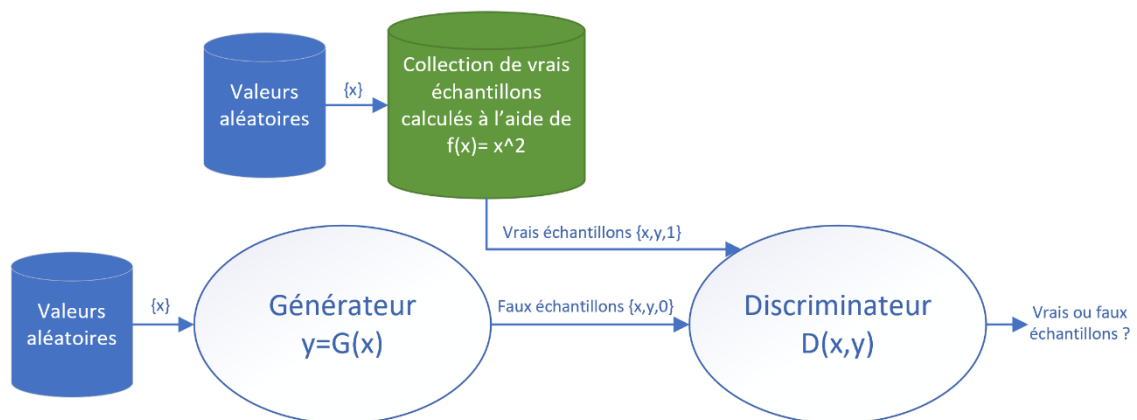 Valeurs
aléatoires
{x}
Collection de vrais
échantillons
calculés à l’aide de
f(x)= x^2
Vrais échantillons {x,y,1}
Valeurs
aléatoires
{x}
Générateur
y=G(x)
Faux échantillons {x,y,0}
Discriminateur
D(x,y)
Vrais ou faux
échantillons ?